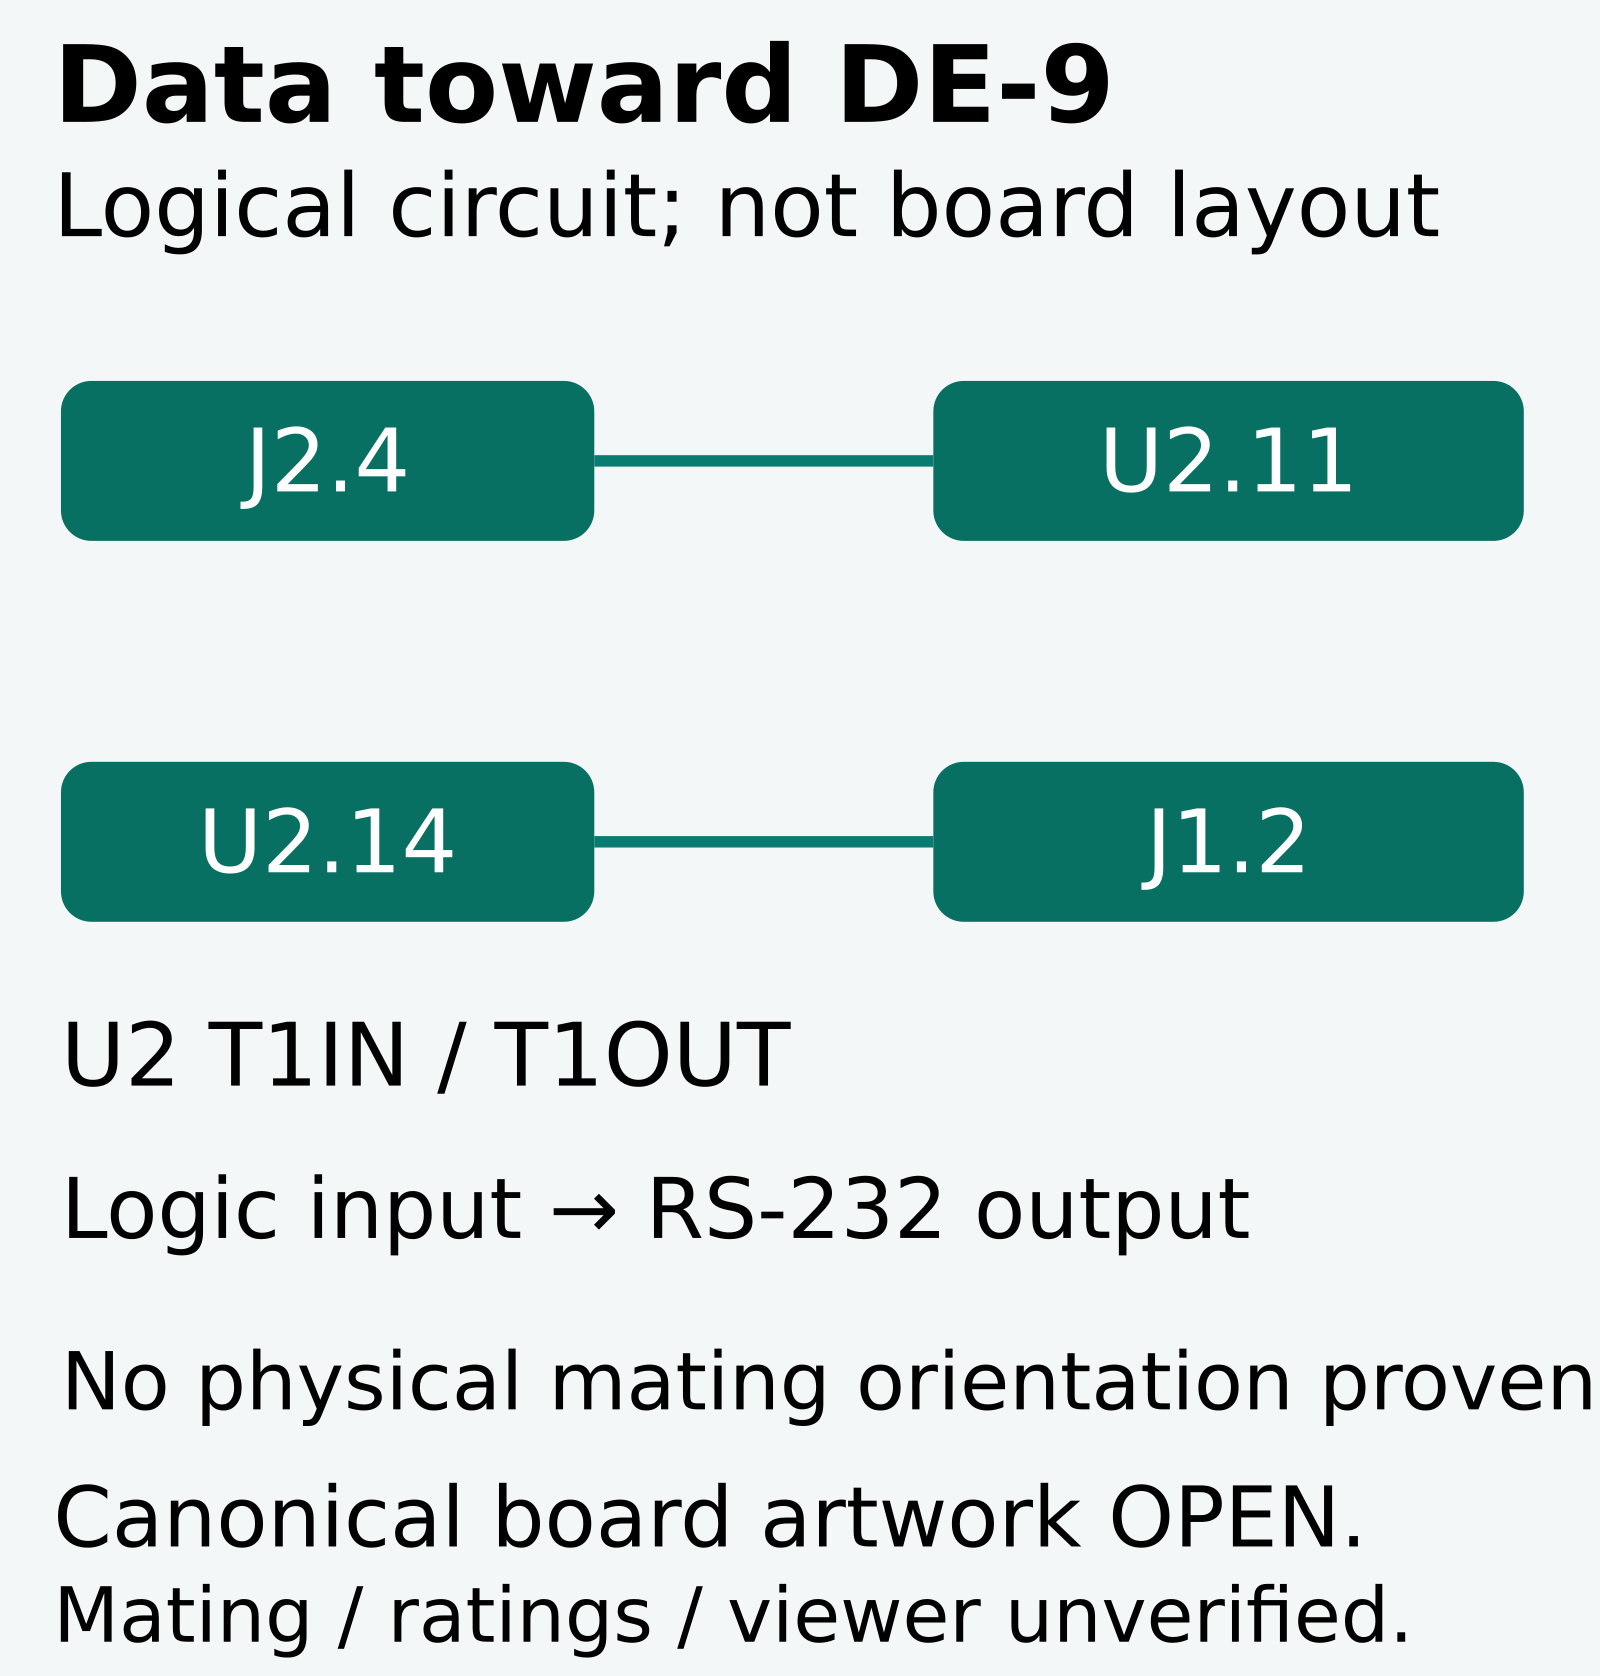 Data toward DE-9
Logical circuit; not board layout
J2.4
U2.11
U2.14
J1.2
U2 T1IN / T1OUT
Logic input → RS-232 output
No physical mating orientation proven
Canonical board artwork OPEN.
Mating / ratings / viewer unverified.